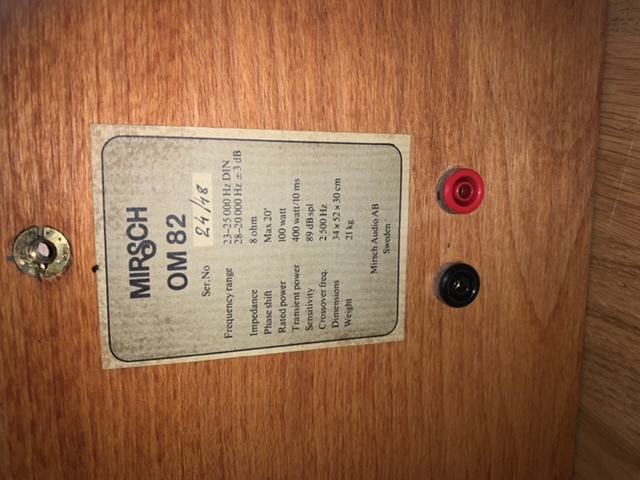 MIRSCH
OM 82
Ser.No 24/48
Frequency range 23–25 000 Hz DIN
28–20 000 Hz ± 3 dB
Impedance 8 ohm
Phase shift Max 20°
Rated power 100 watt
Transient power 400 watt/10 ms
Sensitivity 89 dB spl
Crossover freq. 2 500 Hz
Dimensions 34 × 52 × 30 cm
Weight 21 kg
Mirsch Audio AB
Sweden